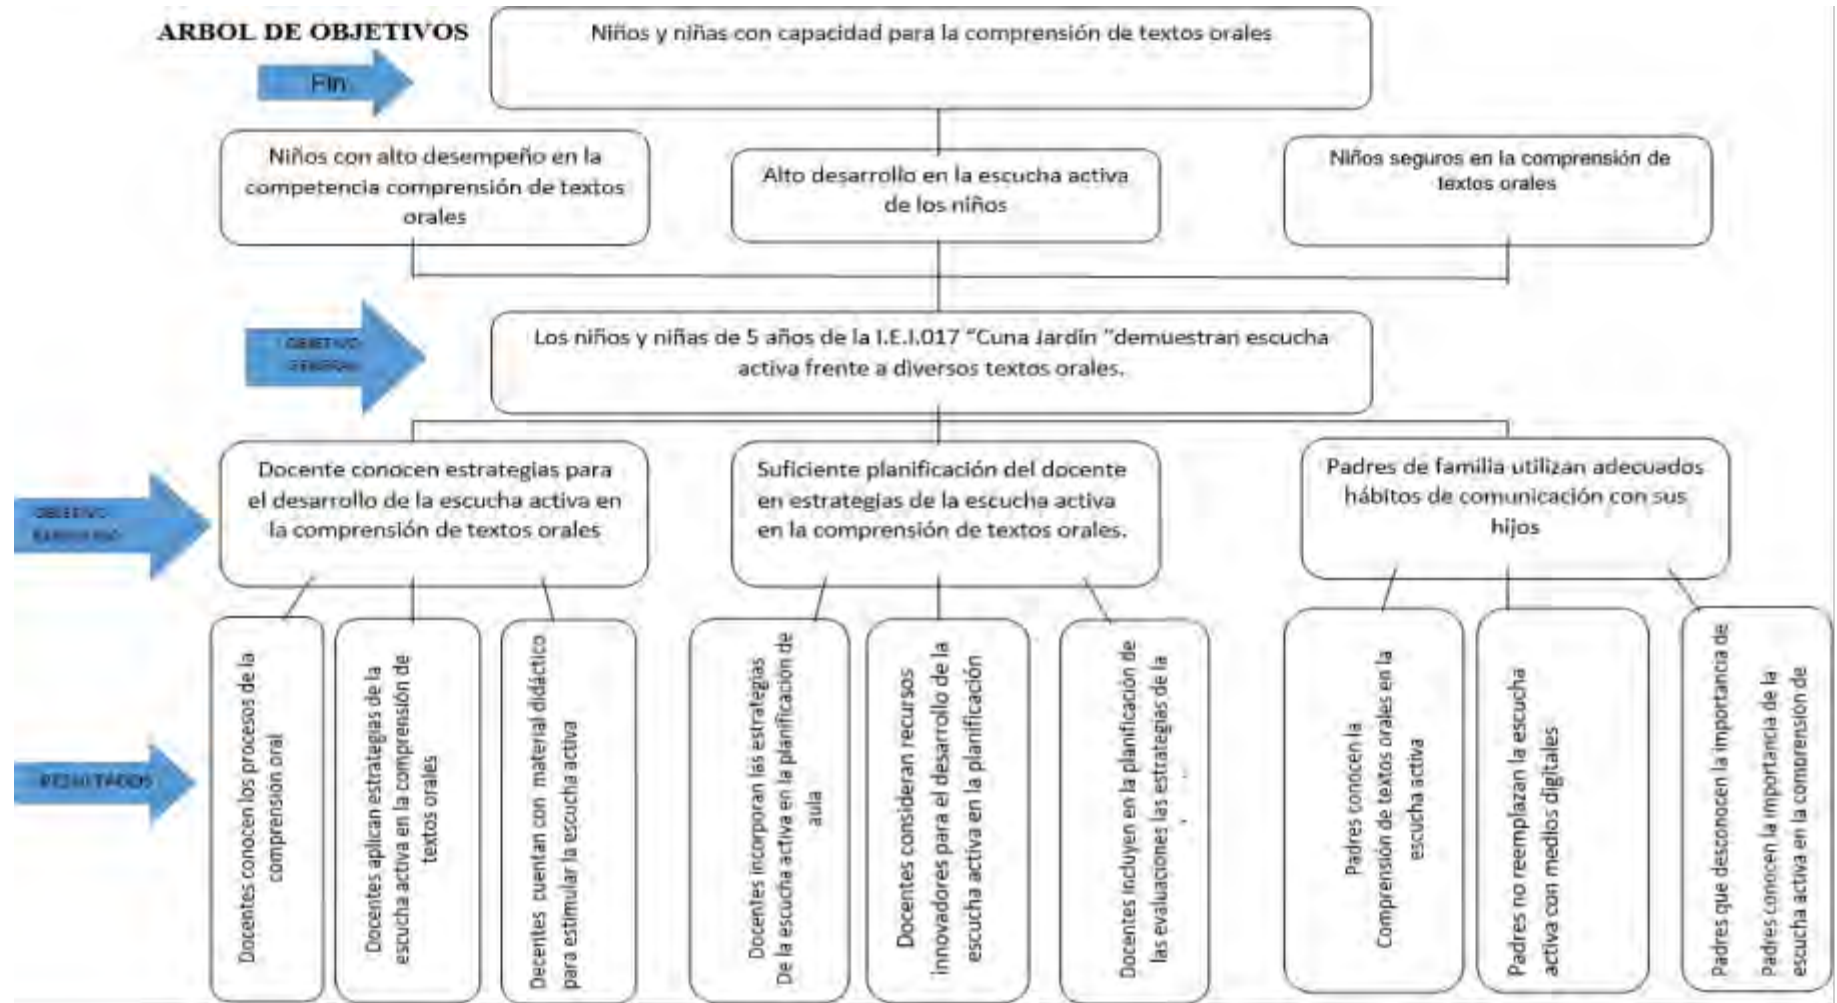 ARBOL DE OBJETIVOS
Niños y niñas con capacidad para la comprensión de textos orales
Fin
Niños con alto desempeño en la
competencia comprensión de textos
orales
Alto desarrollo en la escucha activa
de los niños
Niños seguros en la comprensión de
textos orales
OBJETIVO
GENERAL
Los niños y niñas de 5 años de la I.E.I.017 “Cuna Jardín ”demuestran escucha
activa frente a diversos textos orales.
OBJETIVO
Docente conocen estrategias para
el desarrollo de la escucha activa en
la comprensión de textos orales
Suficiente planificación del docente
en estrategias de la escucha activa
en la comprensión de textos orales.
Padres de familia utilizan adecuados
hábitos de comunicación con sus
hijos
RESULTADOS
Docentes conocen los procesos de la
comprensión oral
Docentes aplican estrategias de la
escucha activa en la comprensión de
textos orales
Decentes cuentan con material didáctico
para estimular la escucha activa
Docentes incorporan las estrategias
De la escucha activa en la planificación de
aula
Docentes consideran recursos
innovadores para el desarrollo de la
escucha activa en la planificación
Docentes incluyen en la planificación de
las evaluaciones las estrategias de la
Padres conocen la
Comprensión de textos orales en la
escucha activa
Padres no reemplazan la escucha
activa con medios digitales
Padres que desconocen la importancia de
Padres conocen la importancia de la
escucha activa en la comprensión de